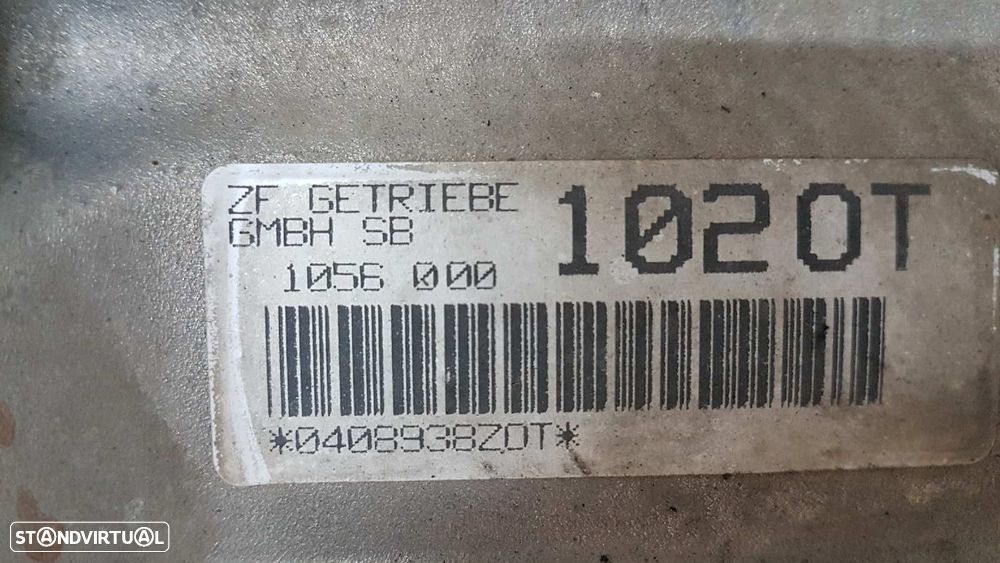 ZF GETRIEBE
GMBH SB
1020T
1056 000
*0408938ZDT*
STANDVIRTUAL